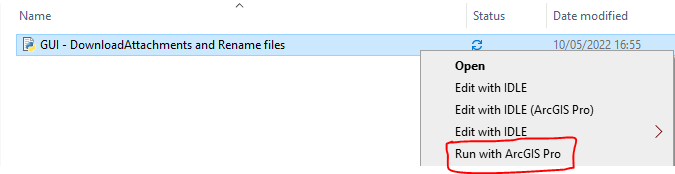 Name Status Date modified
GUI - DownloadAttachments and Rename files 10/05/2022 16:55
Open
Edit with IDLE
Edit with IDLE (ArcGIS Pro)
Edit with IDLE
Run with ArcGIS Pro